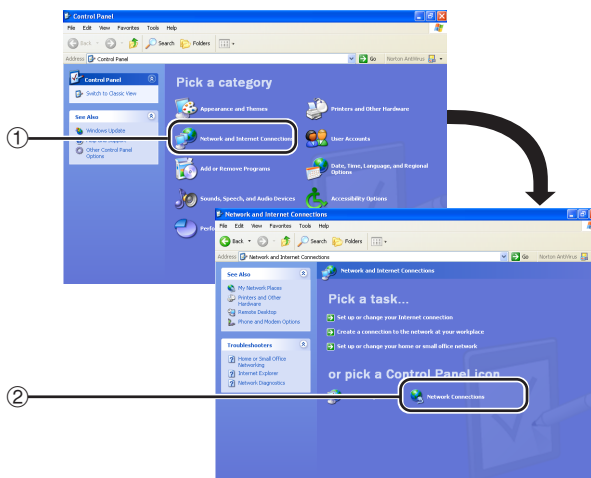 Control Panel
File Edit View Favorites Tools Help
Back Search Folders
Address Control Panel Go Norton AntiVirus
Control Panel
Switch to Classic View
See Also
Windows Update
Help and Support
Other Control Panel
Options
Pick a category
Appearance and Themes
Printers and Other Hardware
Network and Internet Connections
User Accounts
Add or Remove Programs
Date, Time, Language, and Regional
Options
Sounds, Speech, and Audio Devices
Accessibility Options
Perfo
①
Network and Internet Connections
File Edit View Favorites Tools Help
Back Search Folders
Address Network and Internet Connections Go Norton AntiVirus
See Also
My Network Places
Printers and Other
Hardware
Remote Desktop
Phone and Modem Options
Troubleshooters
Home or Small Office
Networking
Internet Explorer
Network Diagnostics
Network and Internet Connections
Pick a task...
Set up or change your Internet connection
Create a connection to the network at your workplace
Set up or change your home or small office network
or pick a Control Panel icon
Network Connections
②